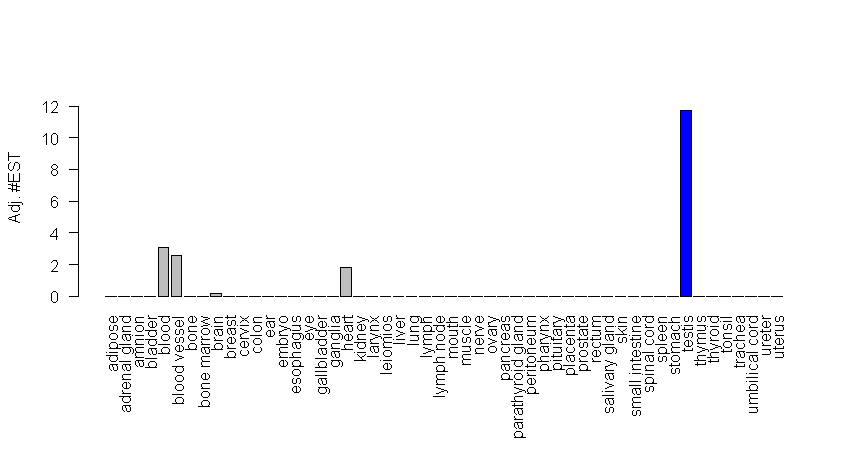 Adj. #EST
12
10
8
6
4
2
0
adipose
adrenal gland
amnion
bladder
blood
blood vessel
bone
bone marrow
brain
breast
cervix
colon
ear
embryo
esophagus
eye
gallbladder
ganglia
heart
kidney
larynx
leiomios
liver
lung
lymph
lymph node
mouth
muscle
nerve
ovary
pancreas
parathyroid gland
peritoneum
pharynx
pituitary
placenta
prostate
rectum
salivary gland
skin
small intestine
spinal cord
spleen
stomach
testis
thymus
thyroid
tonsil
trachea
umbilical cord
ureter
uterus